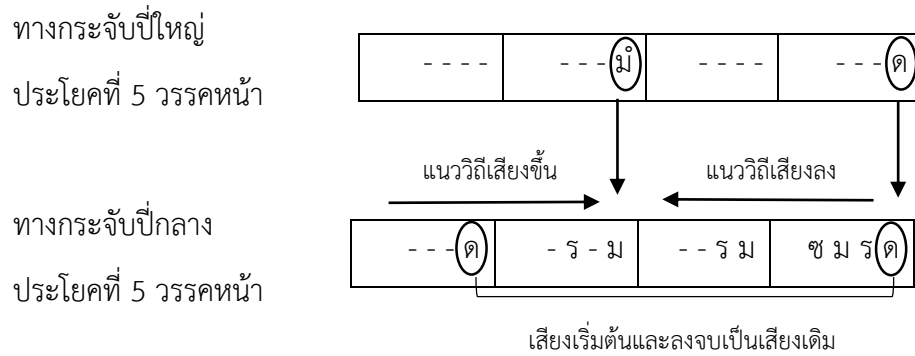 ทางกระจับปี่ใหญ่
- - - - - - - มํ - - - - - - - ด
ประโยคที่ 5 วรรคหน้า
แนววิถีเสียงขึ้น แนววิถีเสียงลง
ทางกระจับปี่กลาง
- - - ด - ร - ม - - ร ม ซ ม ร ด
ประโยคที่ 5 วรรคหน้า
เสียงเริ่มต้นและลงจบเป็นเสียงเดิม